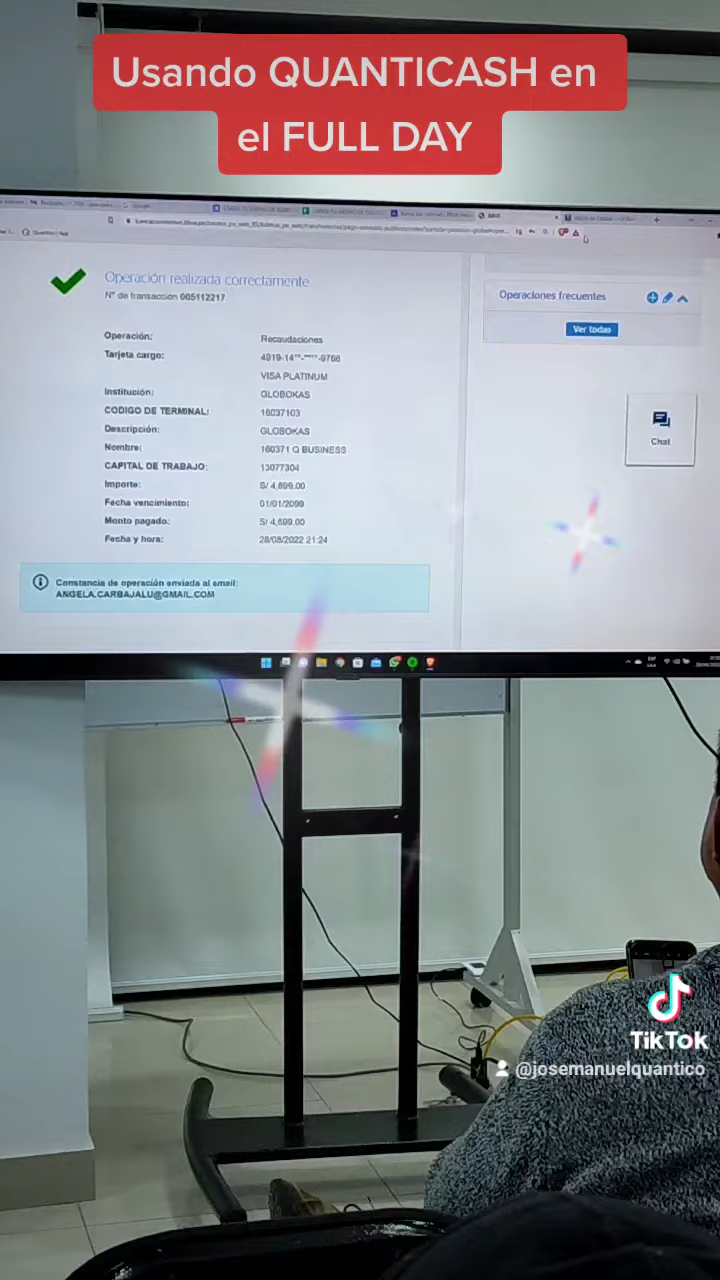 Usando QUANTICASH en
el FULL DAY
Operación realizada correctamente
N° de transacción 005112217
Operación: Recaudaciones
Tarjeta cargo: 4919-14**-****-9768
VISA PLATINUM
Institución: GLOBOKAS
CODIGO DE TERMINAL: 16037103
Descripción: GLOBOKAS
Nombre: 160371 Q BUSINESS
CAPITAL DE TRABAJO: 13077304
Importe: S/ 4,699.00
Fecha vencimiento: 01/01/2099
Monto pagado: S/ 4,699.00
Fecha y hora: 28/08/2022 21:24
Constancia de operación enviada al email:
ANGELA.CARBAJALU@GMAIL.COM
Operaciones frecuentes
Ver todas
Chat
TikTok
@josemanuelquantico